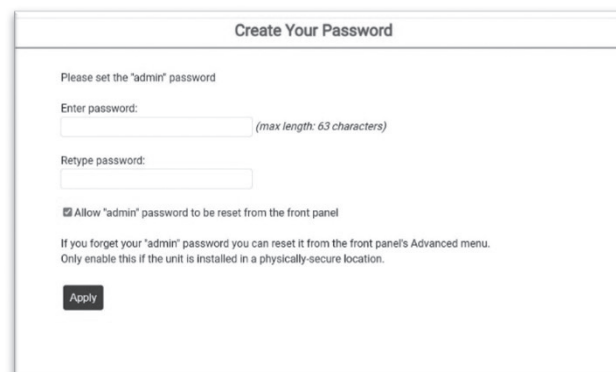 Create Your Password
Please set the "admin" password
Enter password:
(max length: 63 characters)
Retype password:
Allow "admin" password to be reset from the front panel
If you forget your "admin" password you can reset it from the front panel's Advanced menu.
Only enable this if the unit is installed in a physically-secure location.
Apply